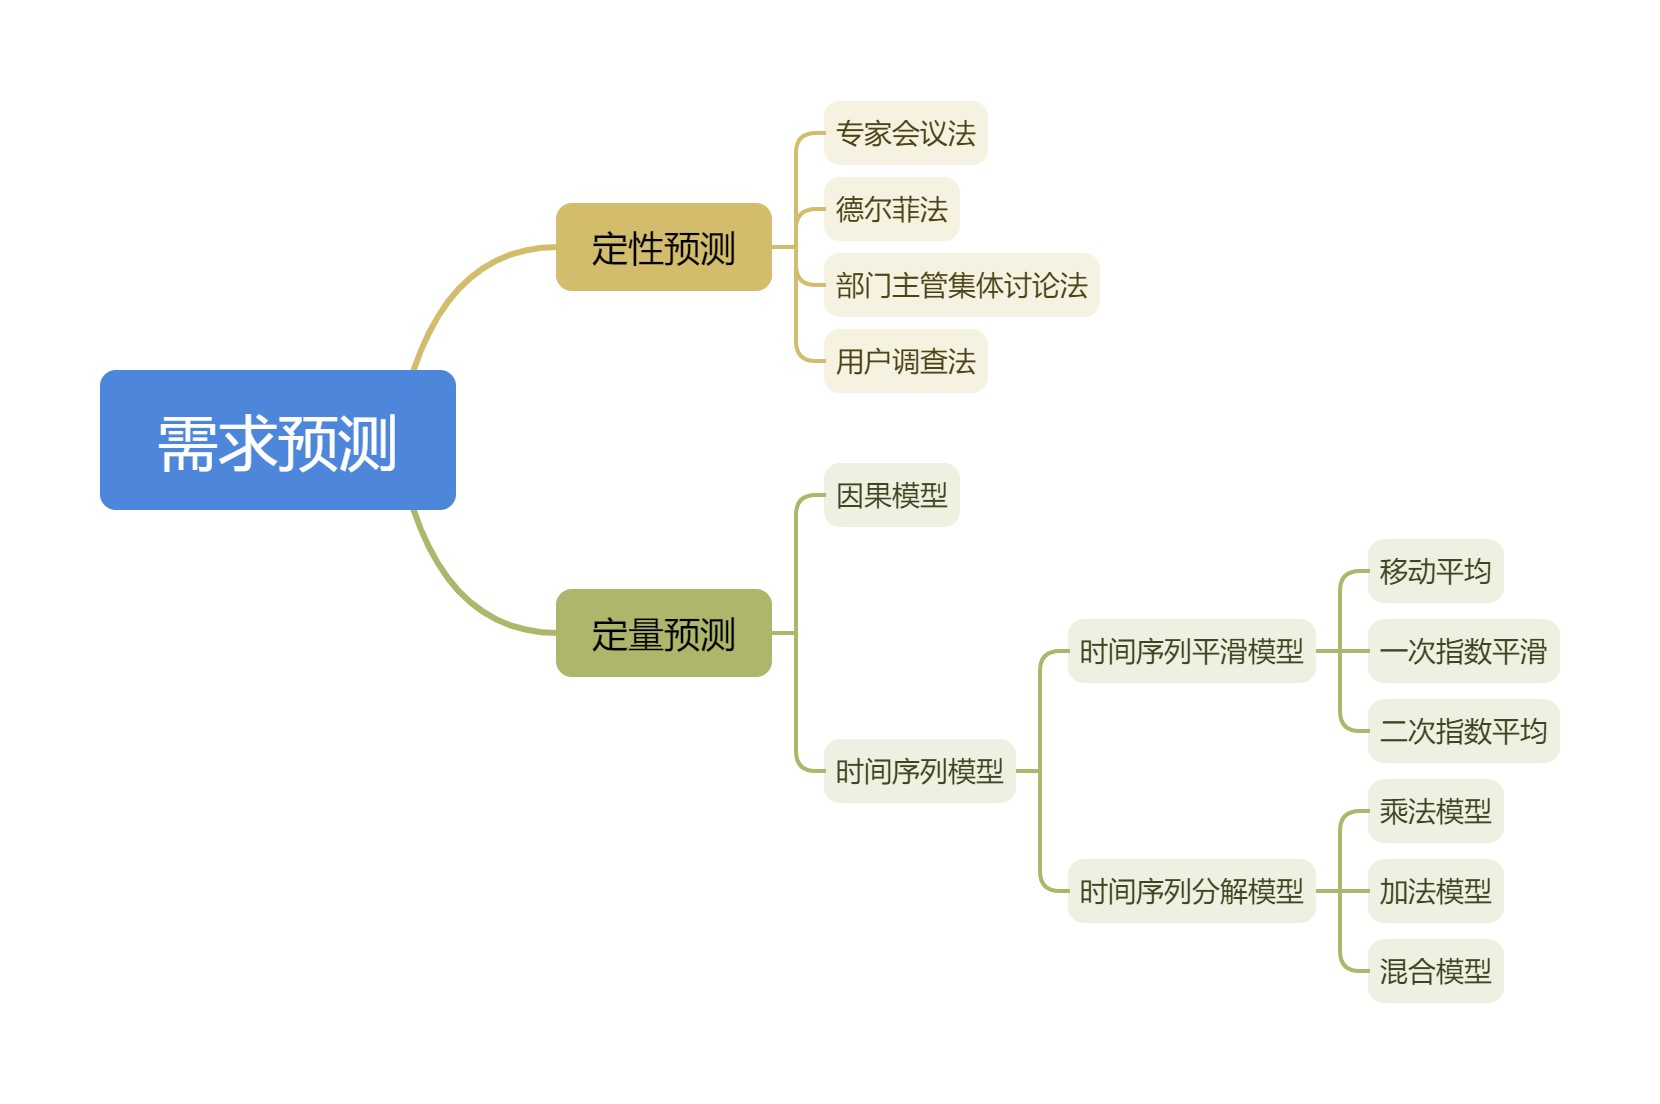 需求预测
定性预测
专家会议法
德尔菲法
部门主管集体讨论法
用户调查法
定量预测
因果模型
时间序列模型
时间序列平滑模型
移动平均
一次指数平滑
二次指数平均
时间序列分解模型
乘法模型
加法模型
混合模型